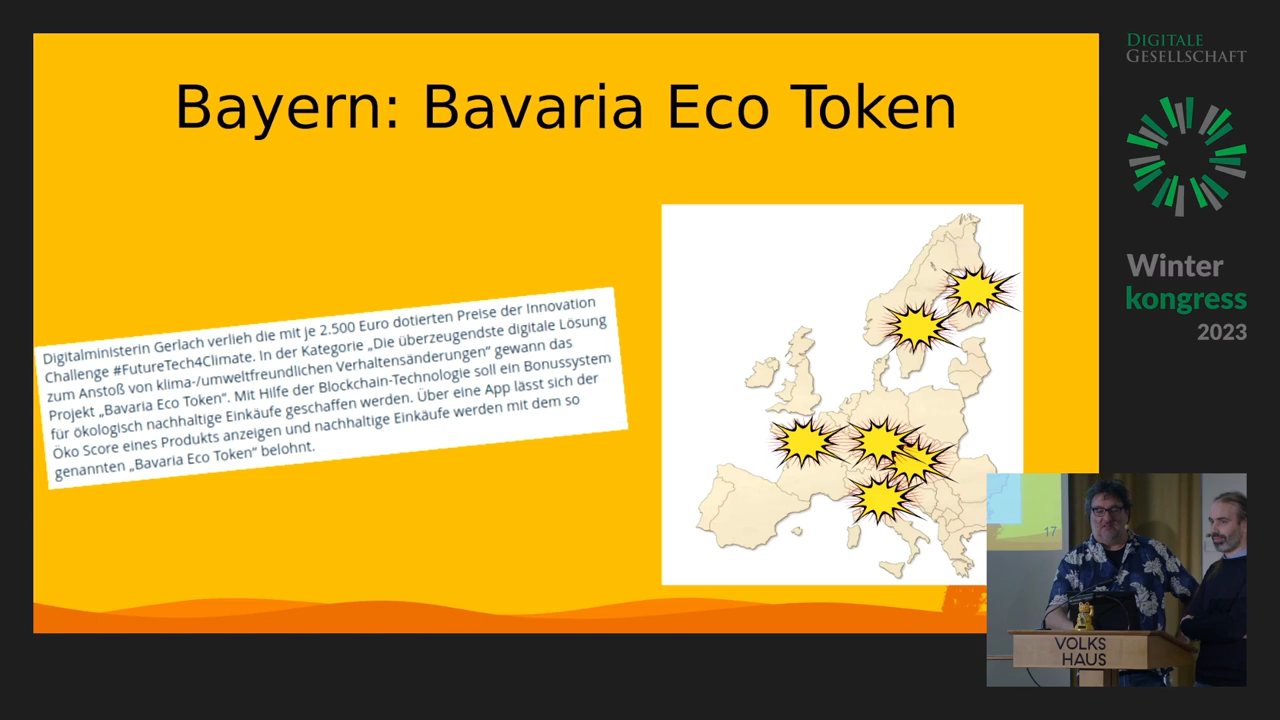 Bayern: Bavaria Eco Token
Digitalministerin Gerlach verlieh die mit je 2.500 Euro dotierten Preise der Innovation
Challenge #FutureTech4Climate. In der Kategorie „Die überzeugendste digitale Lösung
zum Anstoß von klima-/umweltfreundlichen Verhaltensänderungen“ gewann das
Projekt „Bavaria Eco Token“. Mit Hilfe der Blockchain-Technologie soll ein Bonussystem
für ökologisch nachhaltige Einkäufe geschaffen werden. Über eine App lässt sich der
Öko Score eines Produkts anzeigen und nachhaltige Einkäufe werden mit dem so
genannten „Bavaria Eco Token“ belohnt.
DIGITALE
GESELLSCHAFT
Winter
kongress
2023
17
VOLKS
HAUS